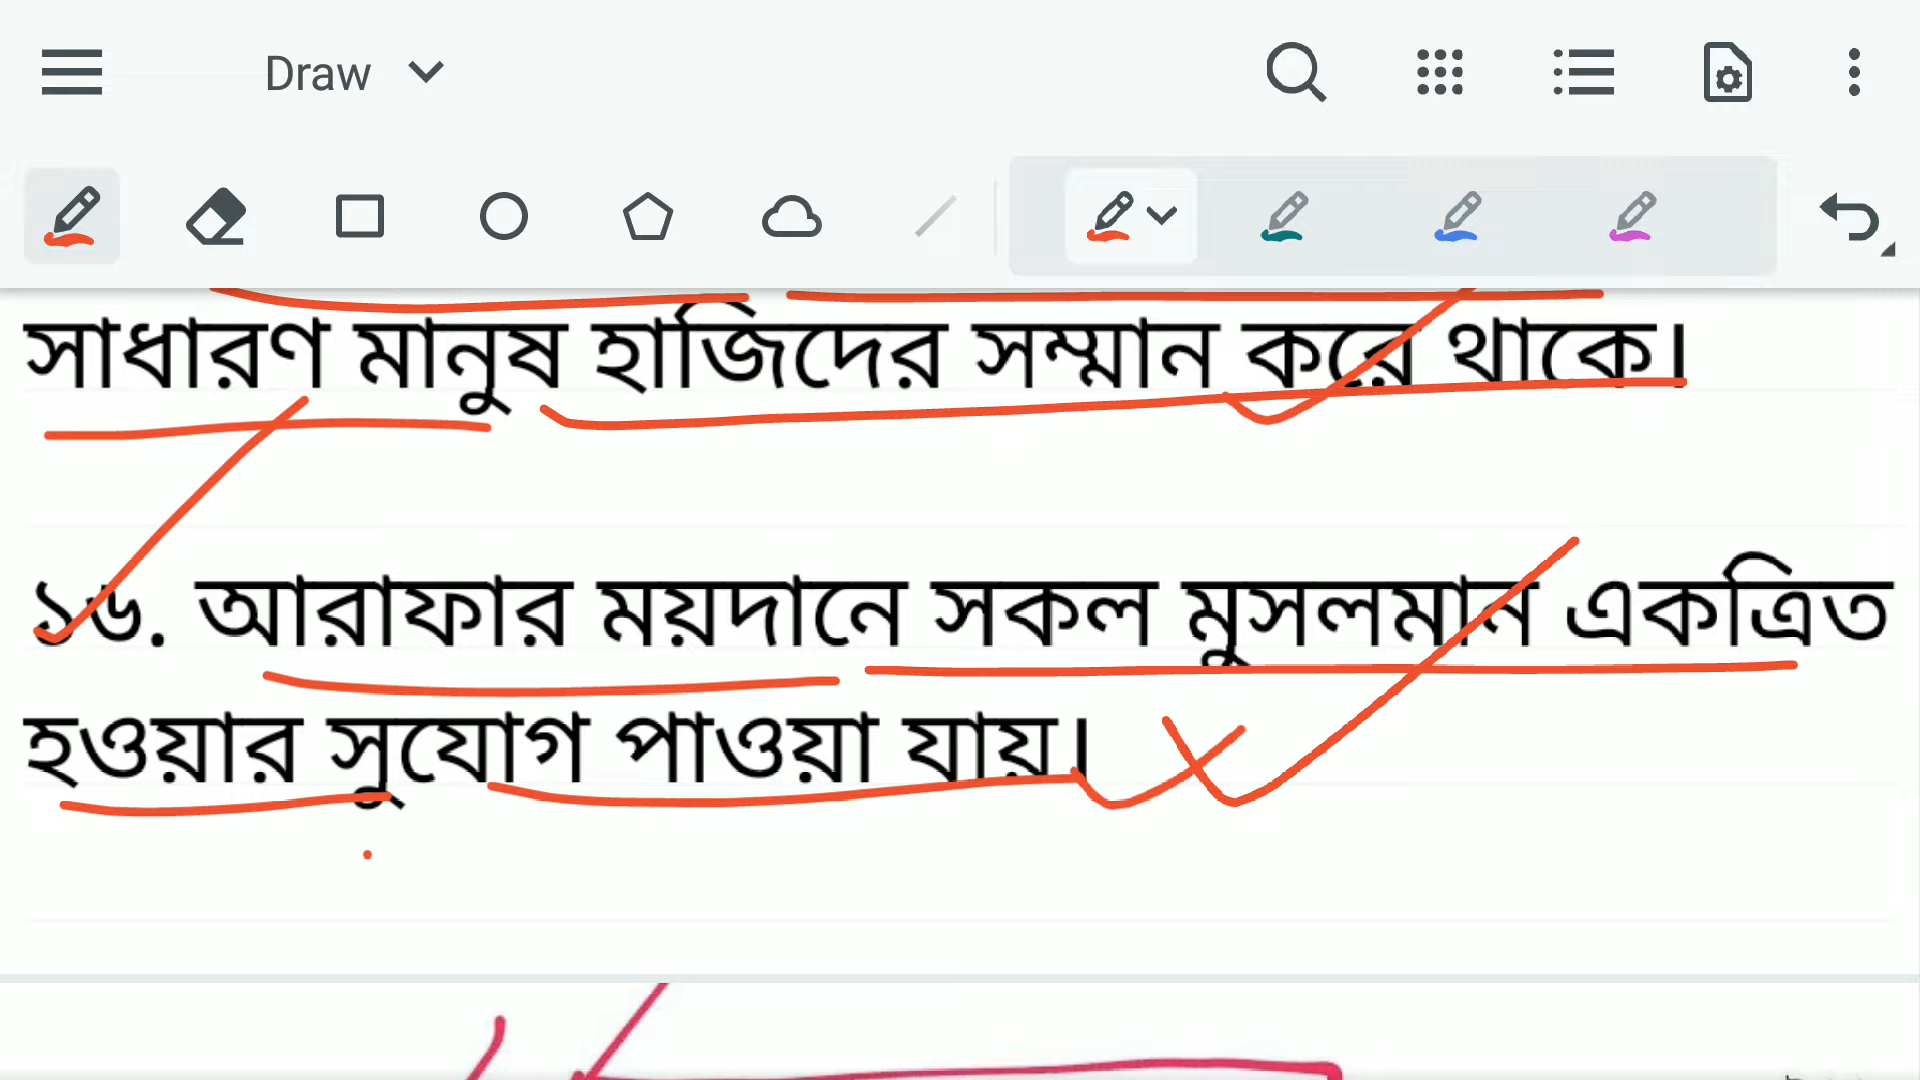 Draw
সাধারণ মানুষ হাজিদের সম্মান করে থাকে।
১৬. আরাফার ময়দানে সকল মুসলমান একত্রিত
হওয়ার সুযোগ পাওয়া যায়।